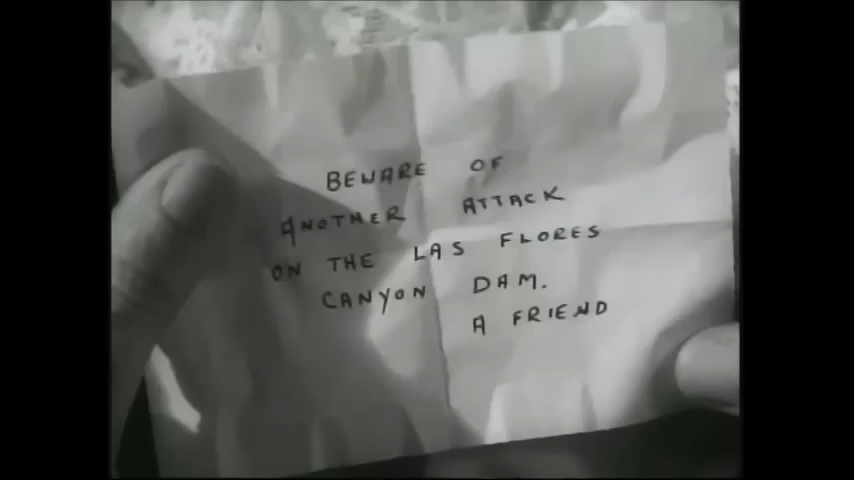 BEWARE OF
ANOTHER ATTACK
ON THE LAS FLORES
CANYON DAM.
A FRIEND